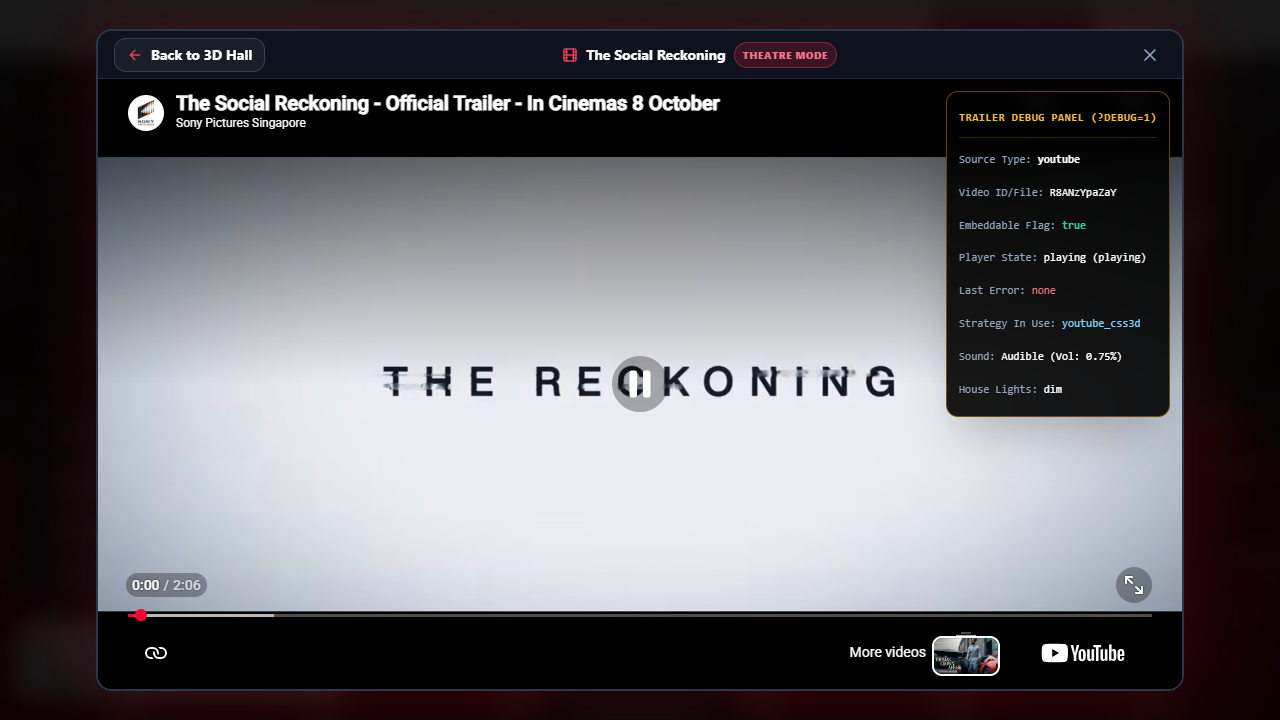 Back to 3D Hall
The Social Reckoning
THEATRE MODE
The Social Reckoning - Official Trailer - In Cinemas 8 October
Sony Pictures Singapore
SONY
TRAILER DEBUG PANEL (?DEBUG=1)
Source Type: youtube
Video ID/File: R8ANzYpaZaY
Embeddable Flag: true
Player State: playing (playing)
Last Error: none
Strategy In Use: youtube_css3d
Sound: Audible (Vol: 0.75%)
House Lights: dim
THE RECKONING
0:00 / 2:06
More videos
YouTube